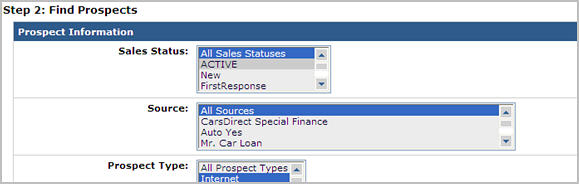 Step 2: Find Prospects
Prospect Information
Sales Status:
All Sales Statuses
ACTIVE
New
FirstResponse
Source:
All Sources
CarsDirect Special Finance
Auto Yes
Mr. Car Loan
Prospect Type:
All Prospect Types
Internet